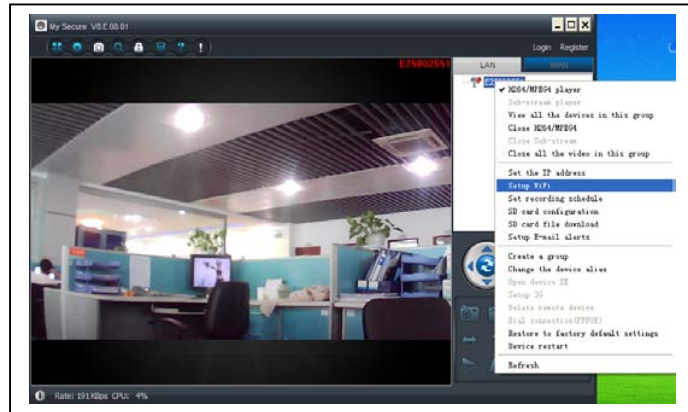 My Secure V8.E.08.01
Login Register
E25802551
LAN WAN
H264/MPEG4 player
Sub-stream player
View all the devices in this group
Close H264/MPEG4
Close Sub-stream
Close all the video in this group
Set the IP address
Setup WiFi
Set recording schedule
SD card configuration
SD card file download
Setup E-mail alerts
Create a group
Change the device alias
Open device IE
Setup 3G
Delete remote device
Dial connection(PPPOE)
Restore to factory default settings
Device restart
Refresh
Rate: 191KBps CPU: 4%